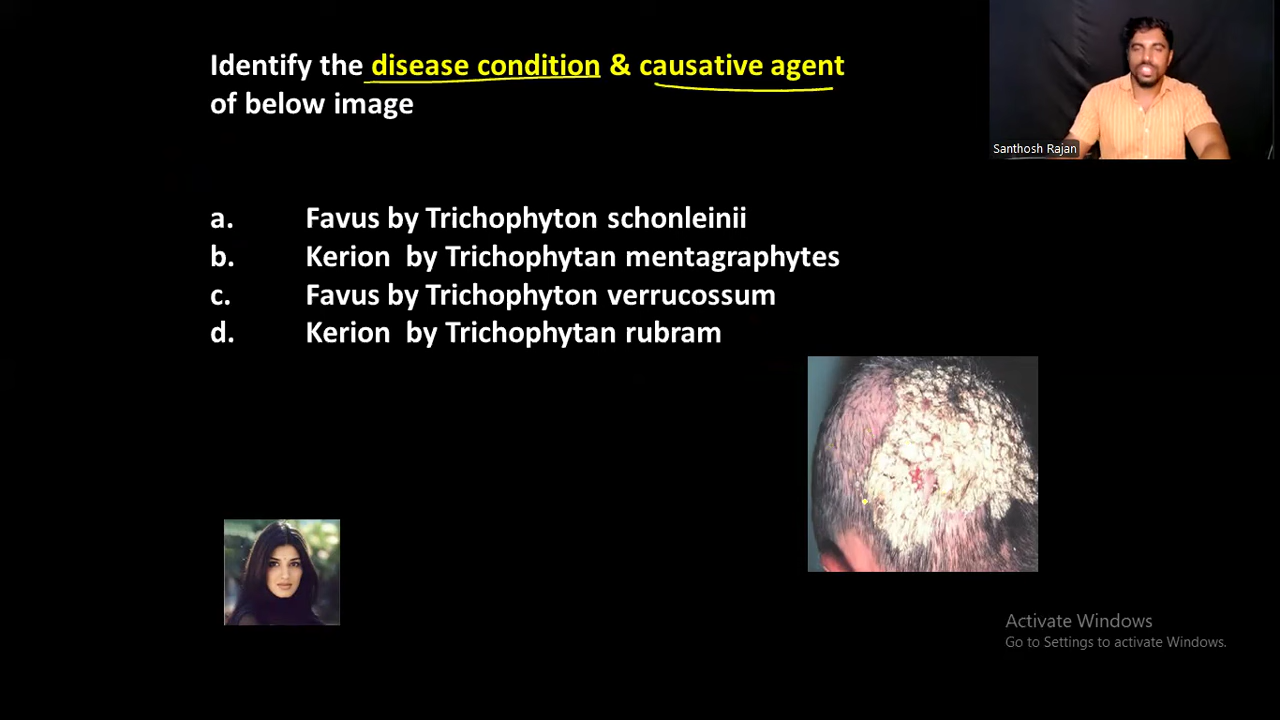 Identify the disease condition & causative agent
of below image
Santhosh Rajan
a. Favus by Trichophyton schonleinii
b. Kerion by Trichophytan mentagraphytes
c. Favus by Trichophyton verrucossum
d. Kerion by Trichophytan rubram
Activate Windows
Go to Settings to activate Windows.